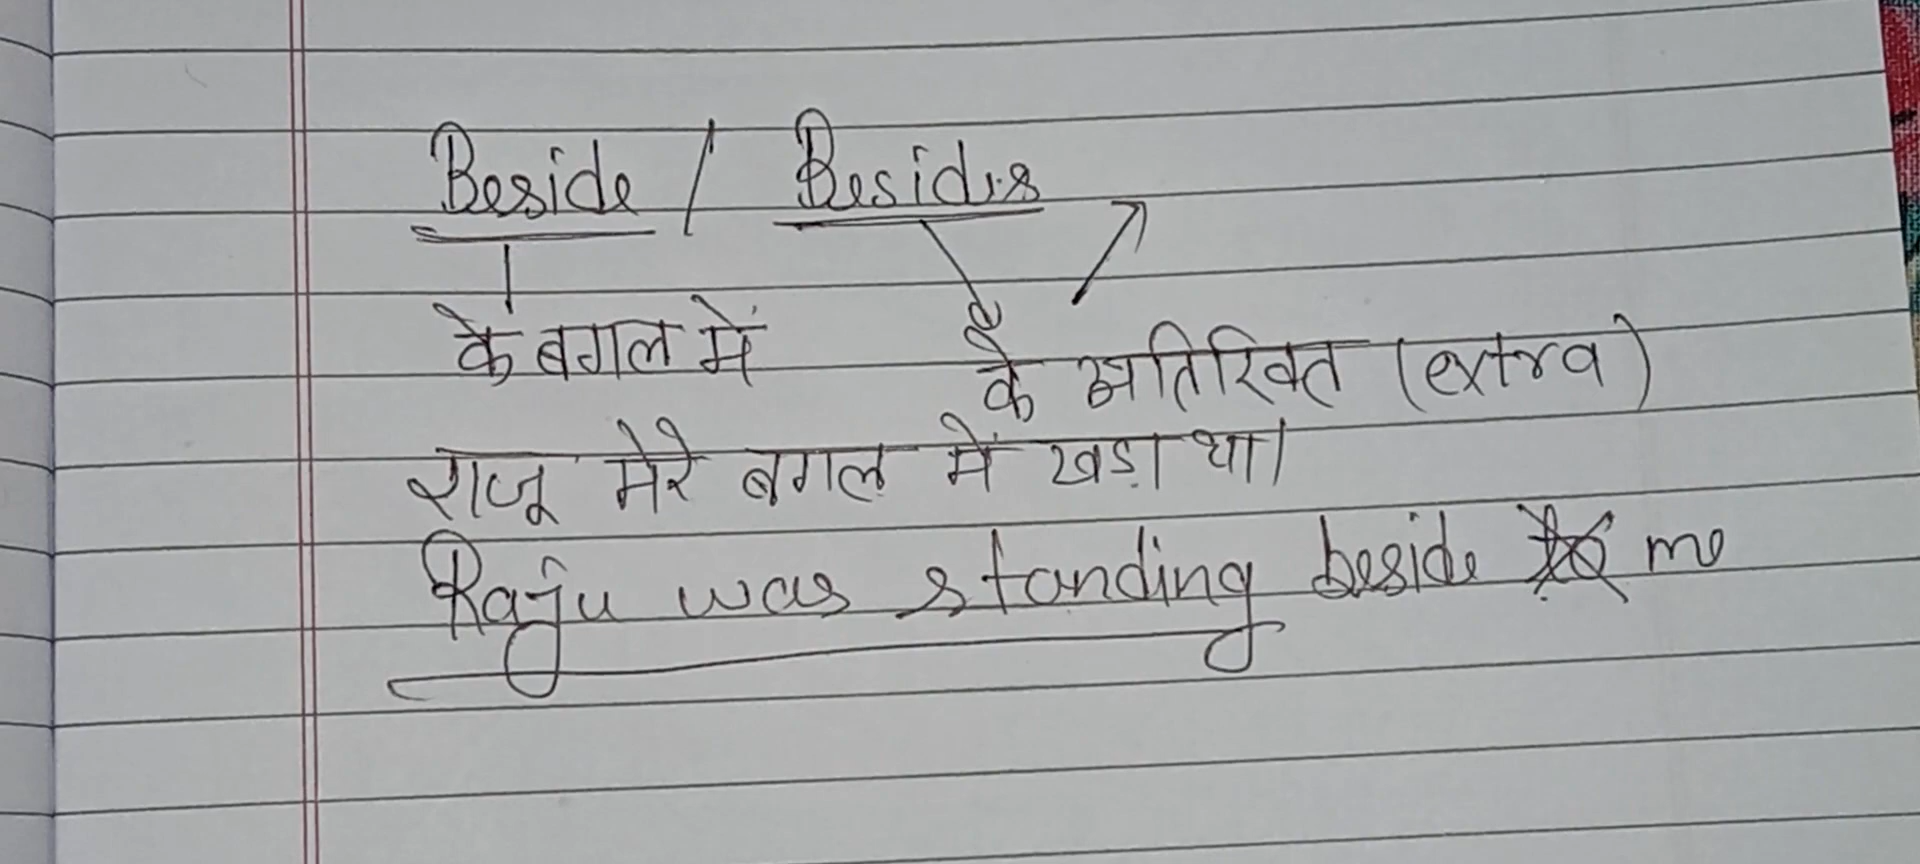 Beside / Besides
के बगल में के अतिरिक्त (extra)
राजू मेरे बगल में खड़ा था।
Raju was standing beside me